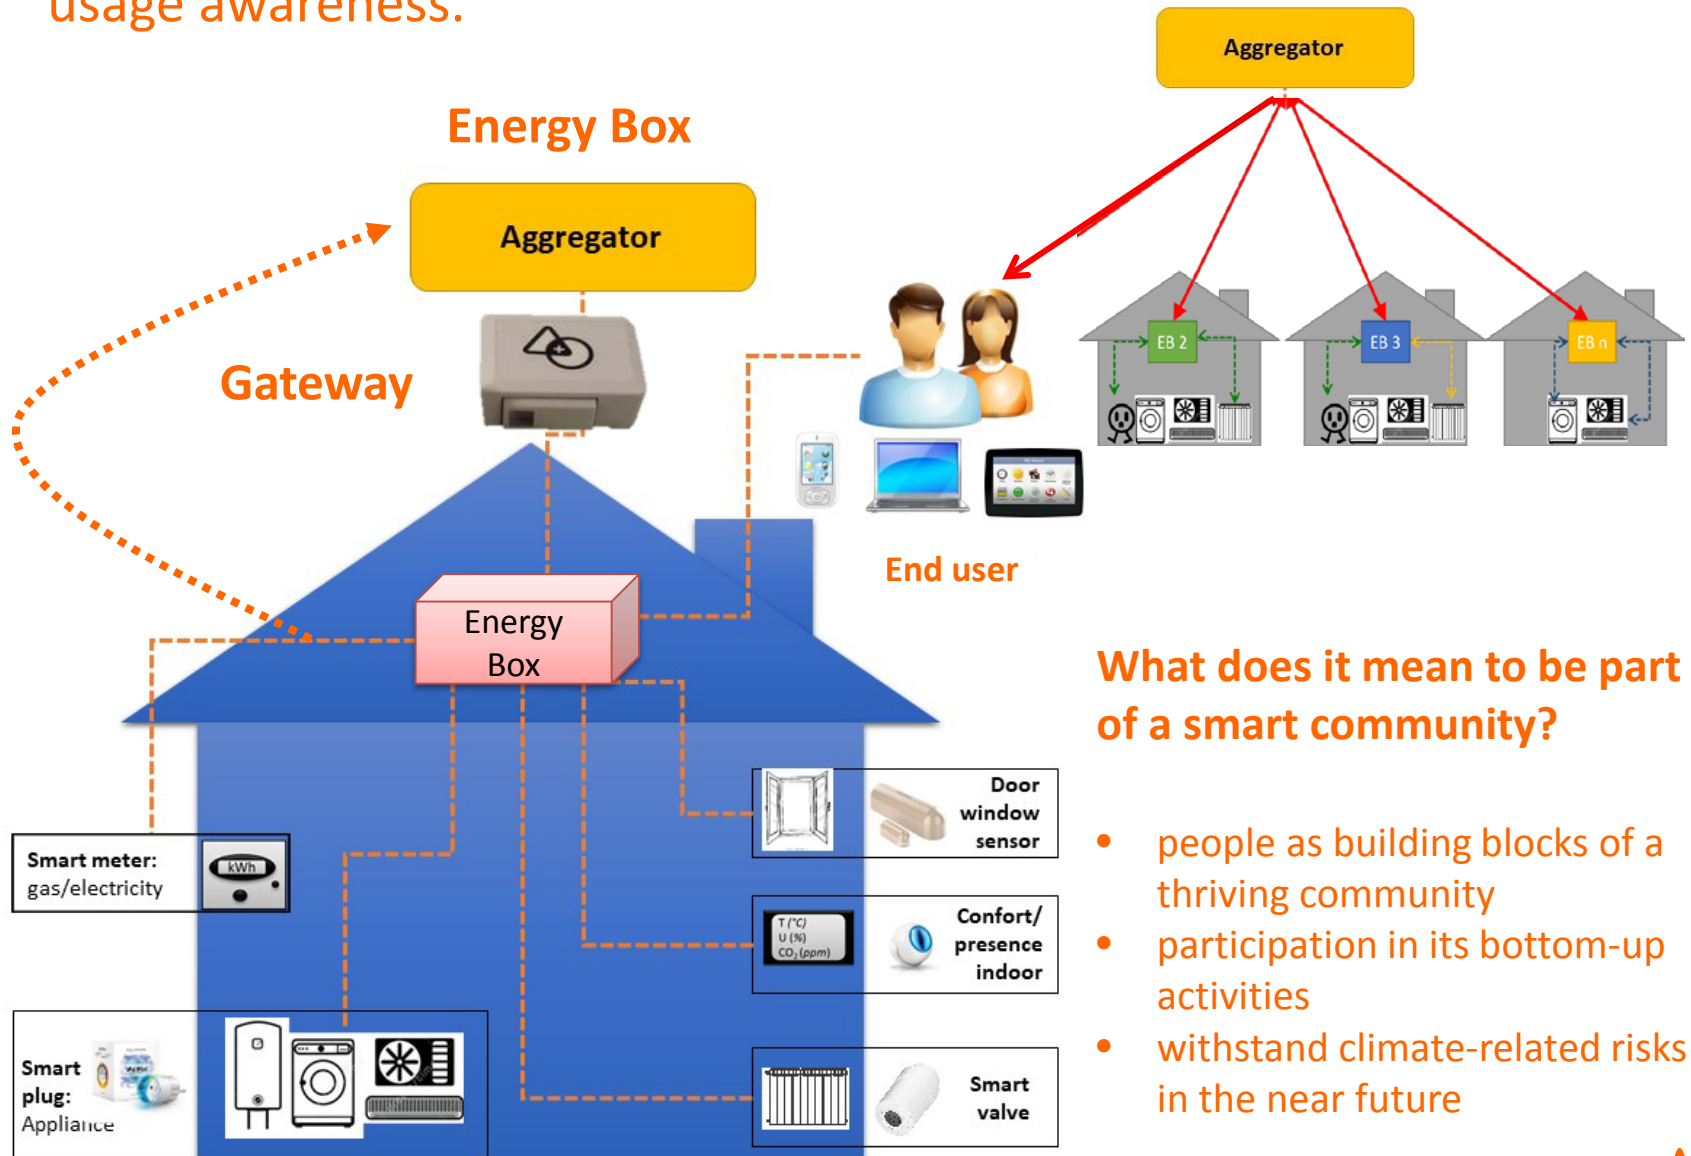 usage awareness.
Aggregator
Energy Box
Aggregator
Gateway
EB 2
EB 3
EB n
End user
Energy
Box
What does it mean to be part
of a smart community?
• people as building blocks of a
thriving community
• participation in its bottom-up
activities
• withstand climate-related risks
in the near future
Smart meter:
gas/electricity
kWh
Door
window
sensor
T (°C)
U (%)
CO₂ (ppm)
Confort/
presence
indoor
Smart
plug:
Appliance
Smart
valve